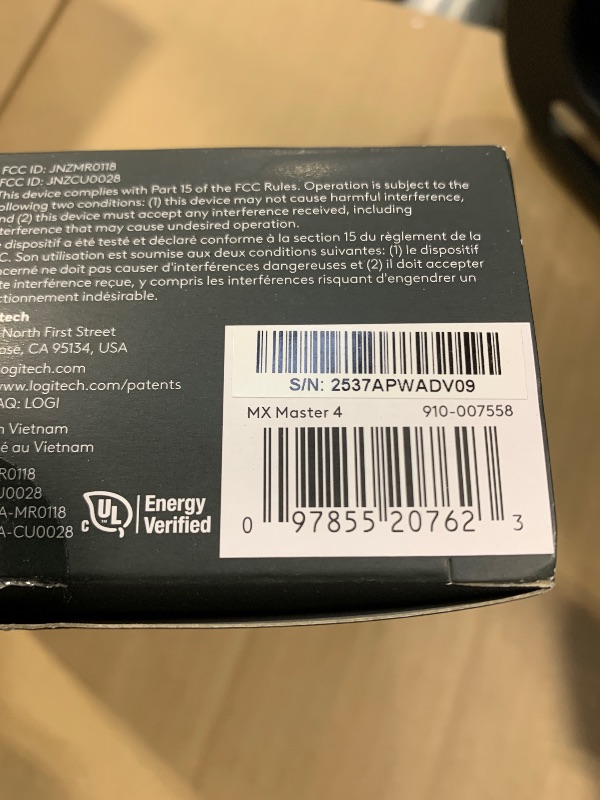 FCC ID: JNZMR0118
FCC ID: JNZCU0028
This device complies with Part 15 of the FCC Rules. Operation is subject to the
ollowing two conditions: (1) this device may not cause harmful interference,
nd (2) this device must accept any interference received, including
terference that may cause undesired operation.
dispositif a été testé et déclaré conforme à la section 15 du règlement de la
C. Son utilisation est soumise aux deux conditions suivantes: (1) le dispositif
ncerné ne doit pas causer d'interférences dangereuses et (2) il doit accepter
te interférence reçue, y compris les interférences risquant d'engendrer un
ctionnement indésirable.
tech
North First Street
ose, CA 95134, USA
ogitech.com
www.logitech.com/patents
AQ: LOGI
n Vietnam
é au Vietnam
R0118
U0028
A-MR0118
A-CU0028
C UL Energy
Verified
S/N: 2537APWADV09
MX Master 4 910-007558
0 97855 20762 3